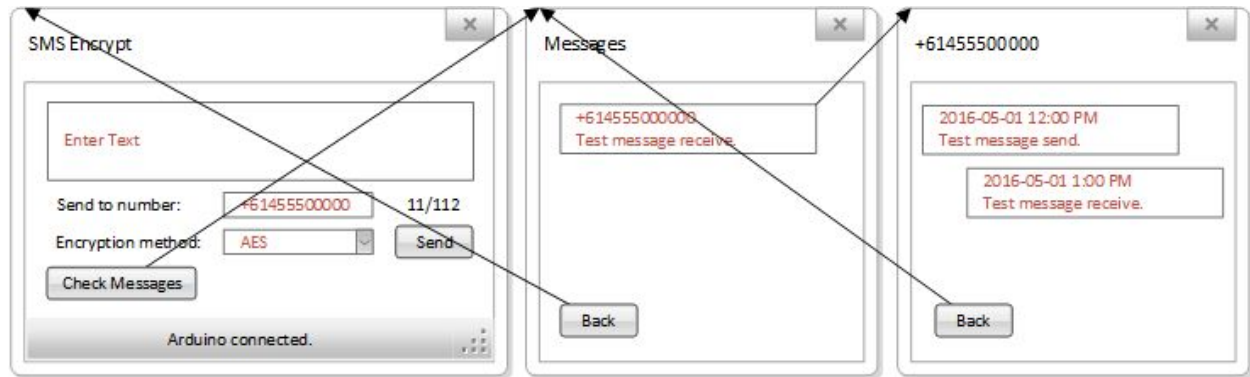 SMS Encrypt
Enter Text
Send to number:
+61455500000
11/112
Encryption method:
AES
Send
Check Messages
Arduino connected.
Messages
+614555000000
Test message receive.
Back
+61455500000
2016-05-01 12:00 PM
Test message send.
2016-05-01 1:00 PM
Test message receive.
Back